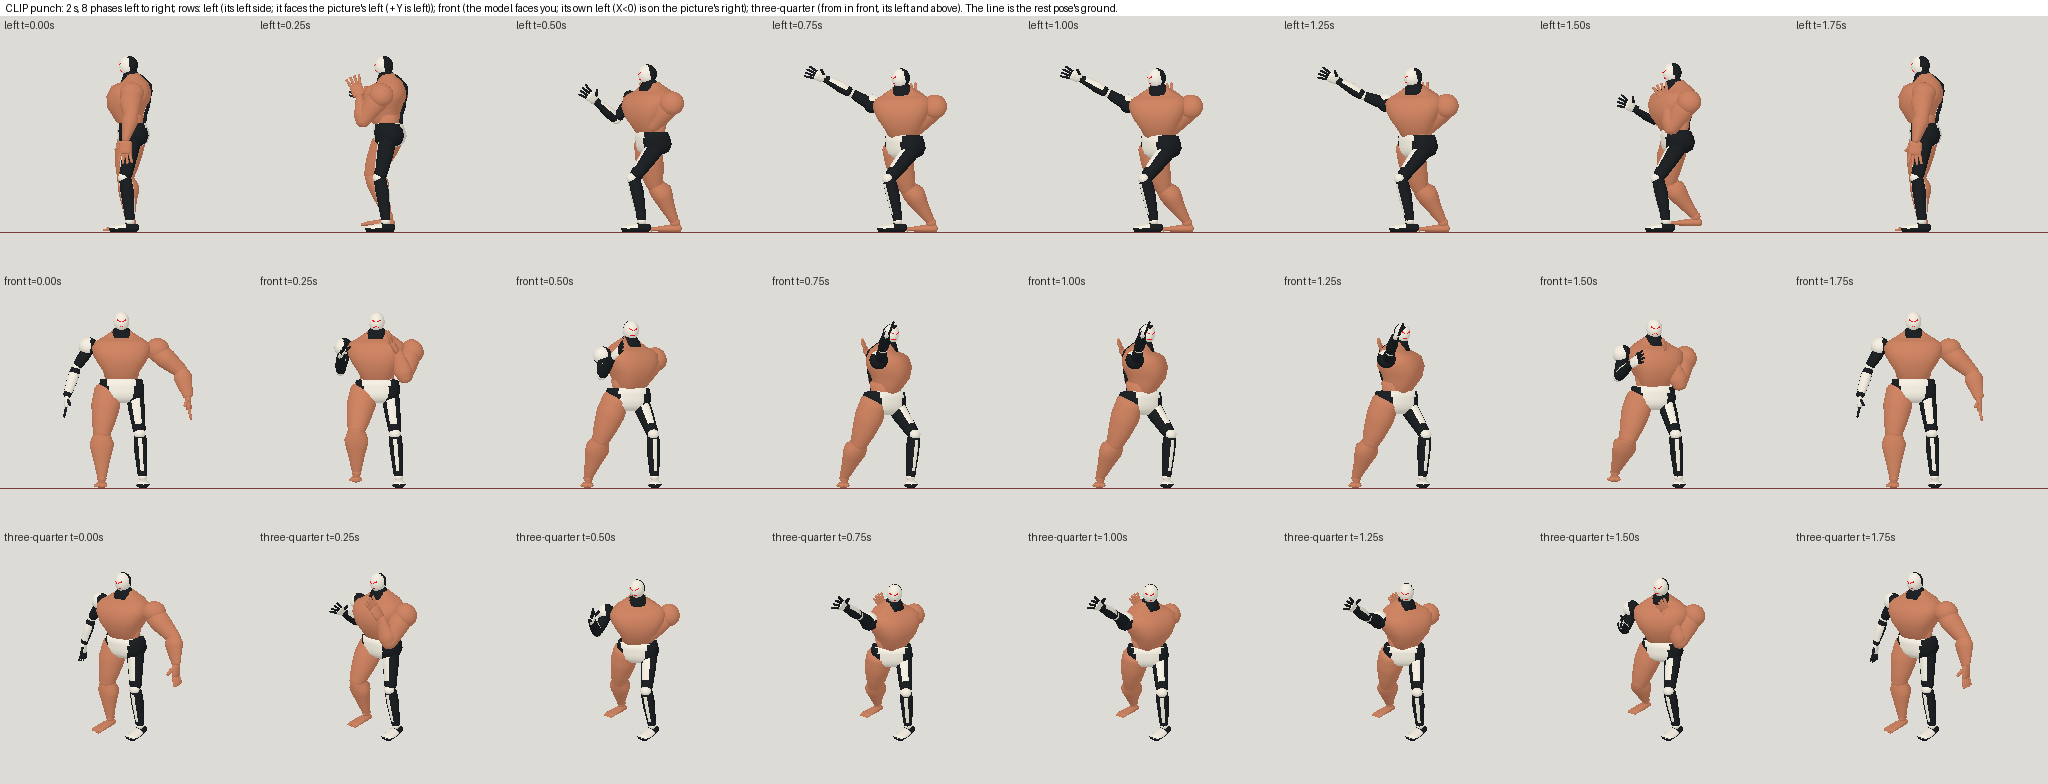 CLIP punch: 2 s, 8 phases left to right; rows: left (its left side; it faces the picture's left (+Y is left)); front (the model faces you; its own left (X<0) is on the picture's right); three-quarter (from in front, its left and above). The line is the rest pose's ground.
left t=0.00s left t=0.25s left t=0.50s left t=0.75s left t=1.00s left t=1.25s left t=1.50s left t=1.75s
front t=0.00s front t=0.25s front t=0.50s front t=0.75s front t=1.00s front t=1.25s front t=1.50s front t=1.75s
three-quarter t=0.00s three-quarter t=0.25s three-quarter t=0.50s three-quarter t=0.75s three-quarter t=1.00s three-quarter t=1.25s three-quarter t=1.50s three-quarter t=1.75s